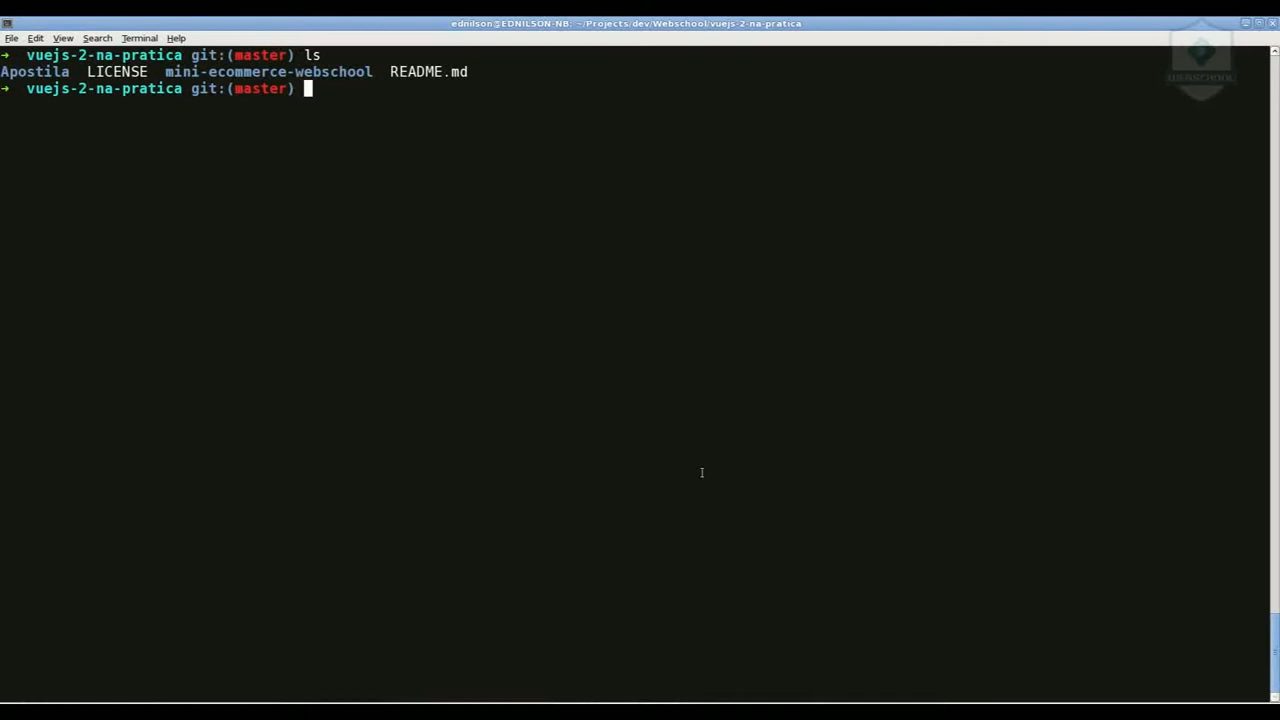 ednilson@EDNILSON-NB: ~/Projects/dev/Webschool/vuejs-2-na-pratica
File Edit View Search Terminal Help
➜ vuejs-2-na-pratica git:(master) ls
Apostila LICENSE mini-ecommerce-webschool README.md
➜ vuejs-2-na-pratica git:(master)
WEBSCHOOL